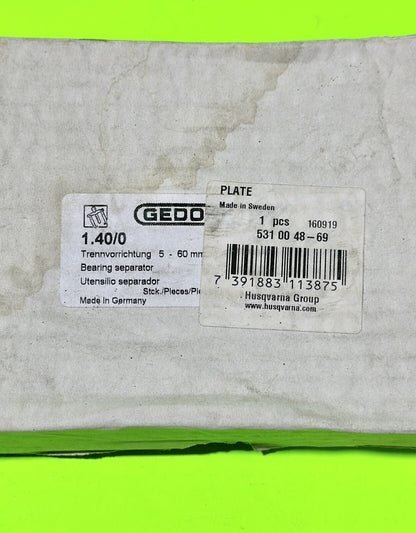 GEDO
1.40/0
Trennvorrichtung 5 - 60 mm
Bearing separator
Utensilio separador
Stck./Pieces/Pie
Made in Germany
PLATE
Made in Sweden
1 pcs 160919
531 00 48-69
7 391883 113875
Husqvarna Group
www.husqvarna.com